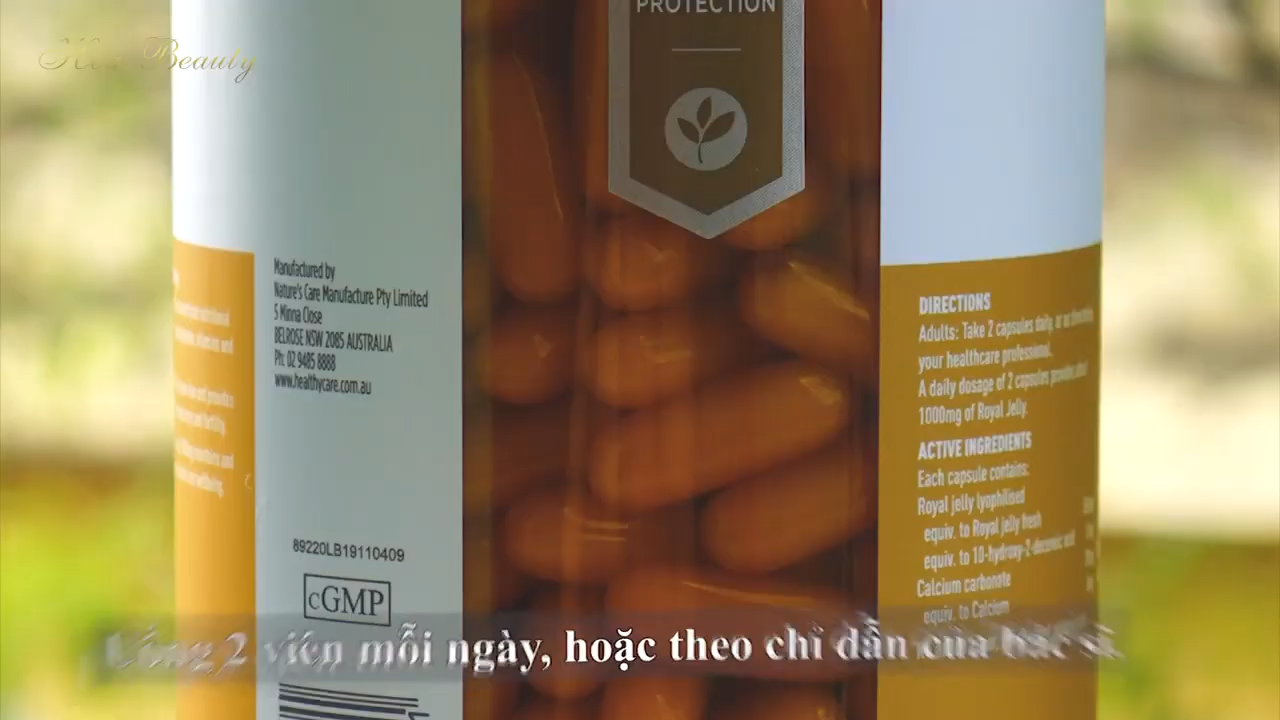 Beauty
PROTECTION
Manufactured by
Nature's Care Manufacture Pty Limited
5 Minna Close
BELROSE NSW 2085 AUSTRALIA
Ph: 02 9485 8888
www.healthycare.com.au
89220LB19110409
cGMP
DIRECTIONS
Adults: Take 2 capsules daily, or as
your healthcare professional.
A daily dosage of 2 capsules
1000mg of Royal Jelly.
ACTIVE INGREDIENTS
Each capsule contains:
Royal jelly lyophilised
equiv. to Royal jelly fresh
equiv. to 10-hydroxy-2-decenoic acid
Calcium carbonate
equiv. to Calcium
Uống 2 viên mỗi ngày, hoặc theo chỉ dẫn của bác sĩ.